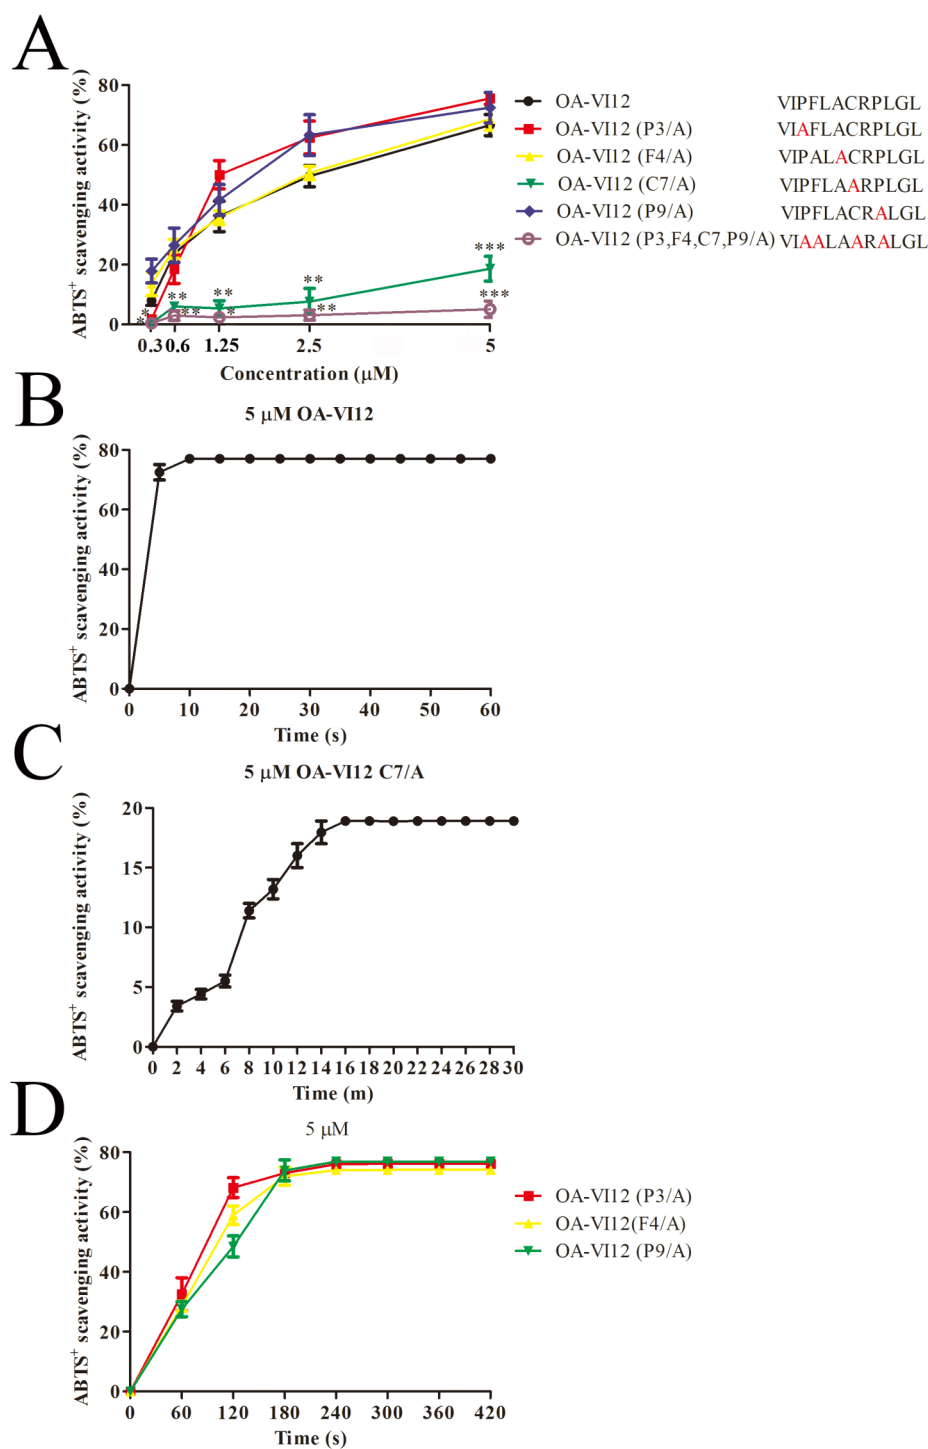 A
ABTS+ scavenging activity (%)
80
60
40
20
0
0.3 0.6 1.25 2.5 5
Concentration (μM)
* * ** ** ** * ** ** *** ***
OA-VI12 VIPFLACRPLGL
OA-VI12 (P3/A) VIAFLACRPLGL
OA-VI12 (F4/A) VIPALACRPLGL
OA-VI12 (C7/A) VIPFLAARPLGL
OA-VI12 (P9/A) VIPFLACRALGL
OA-VI12 (P3,F4,C7,P9/A) VIAALAARALGL
B
5 μM OA-VI12
ABTS+ scavenging activity (%)
80
60
40
20
0
0 10 20 30 40 50 60
Time (s)
C
5 μM OA-VI12 C7/A
ABTS+ scavenging activity (%)
20
15
10
5
0
0 2 4 6 8 10 12 14 16 18 20 22 24 26 28 30
Time (m)
D
5 μM
ABTS+ scavenging activity (%)
80
60
40
20
0
0 60 120 180 240 300 360 420
Time (s)
OA-VI12 (P3/A)
OA-VI12(F4/A)
OA-VI12 (P9/A)